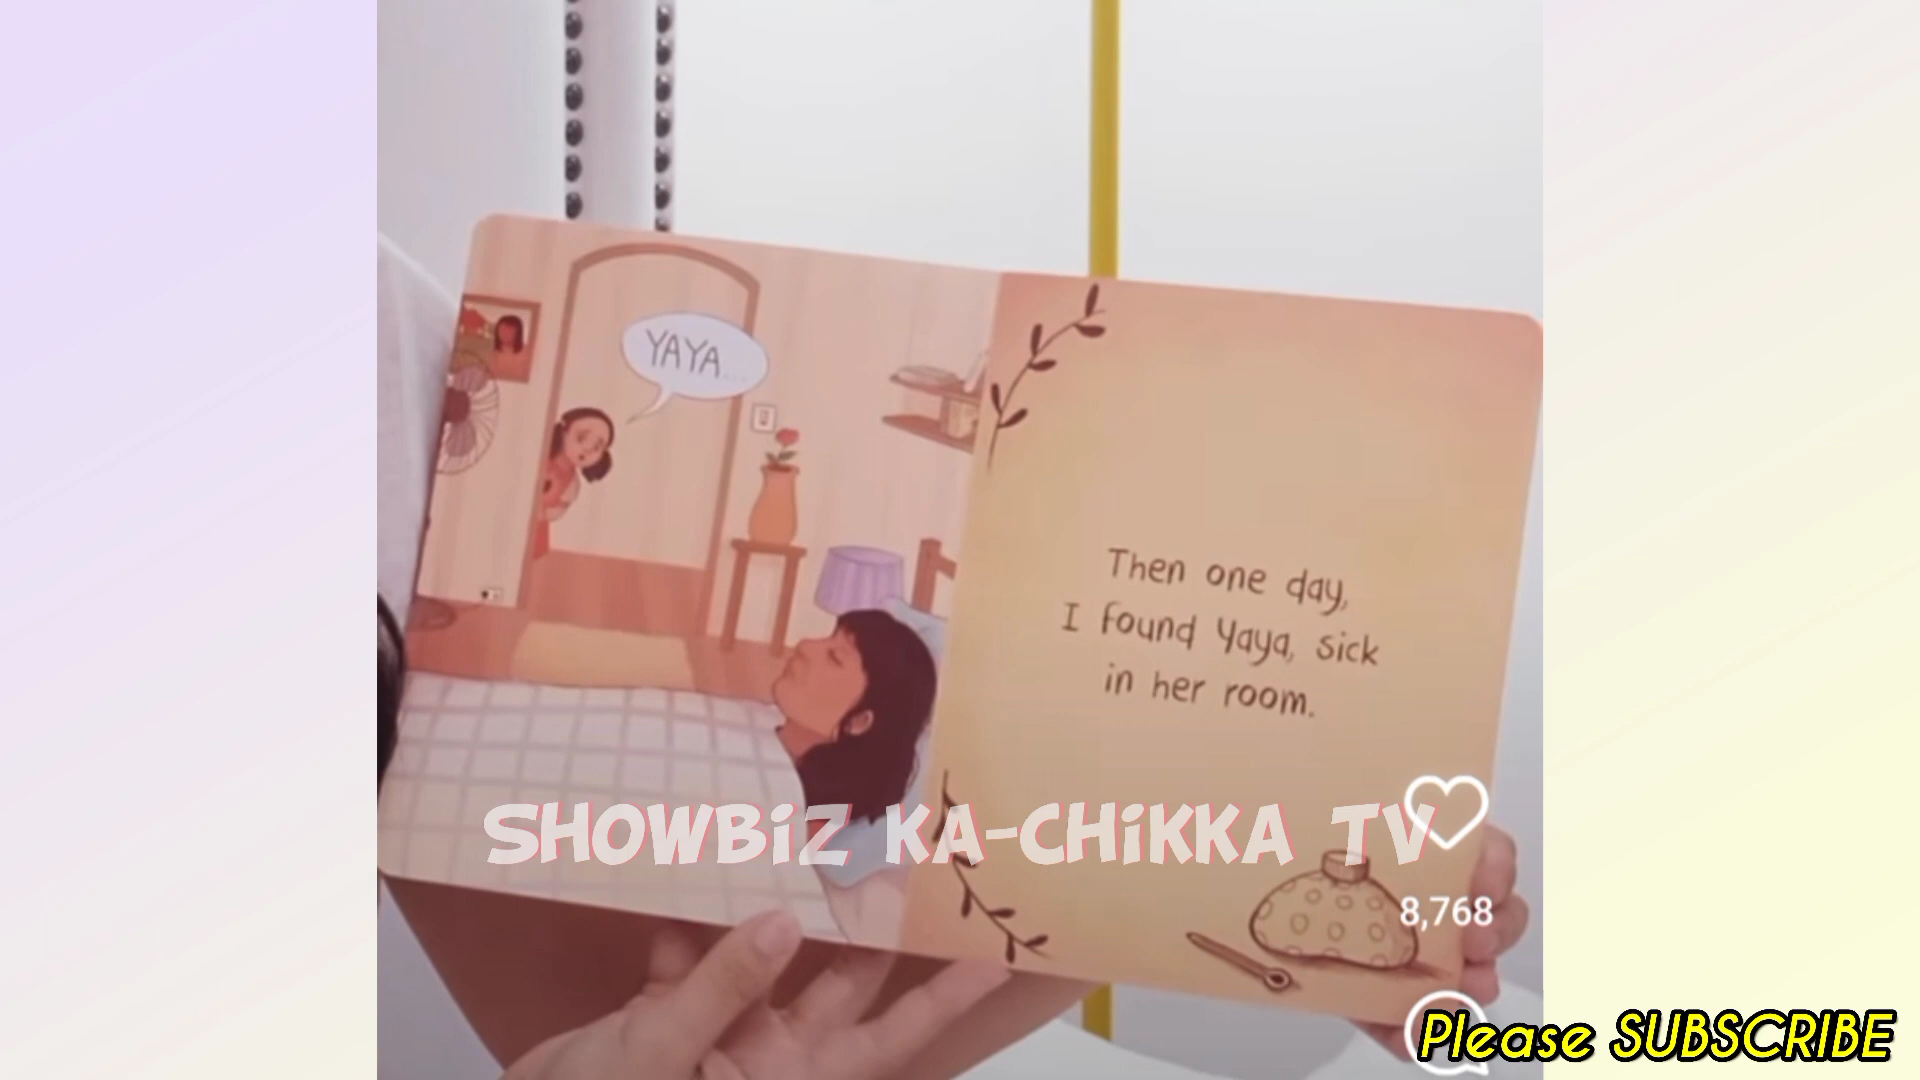 YAYA...
Then one day,
I found Yaya, sick
in her room.
SHOWBiZ KA-CHiKKA TV
8,768
Please SUBSCRIBE